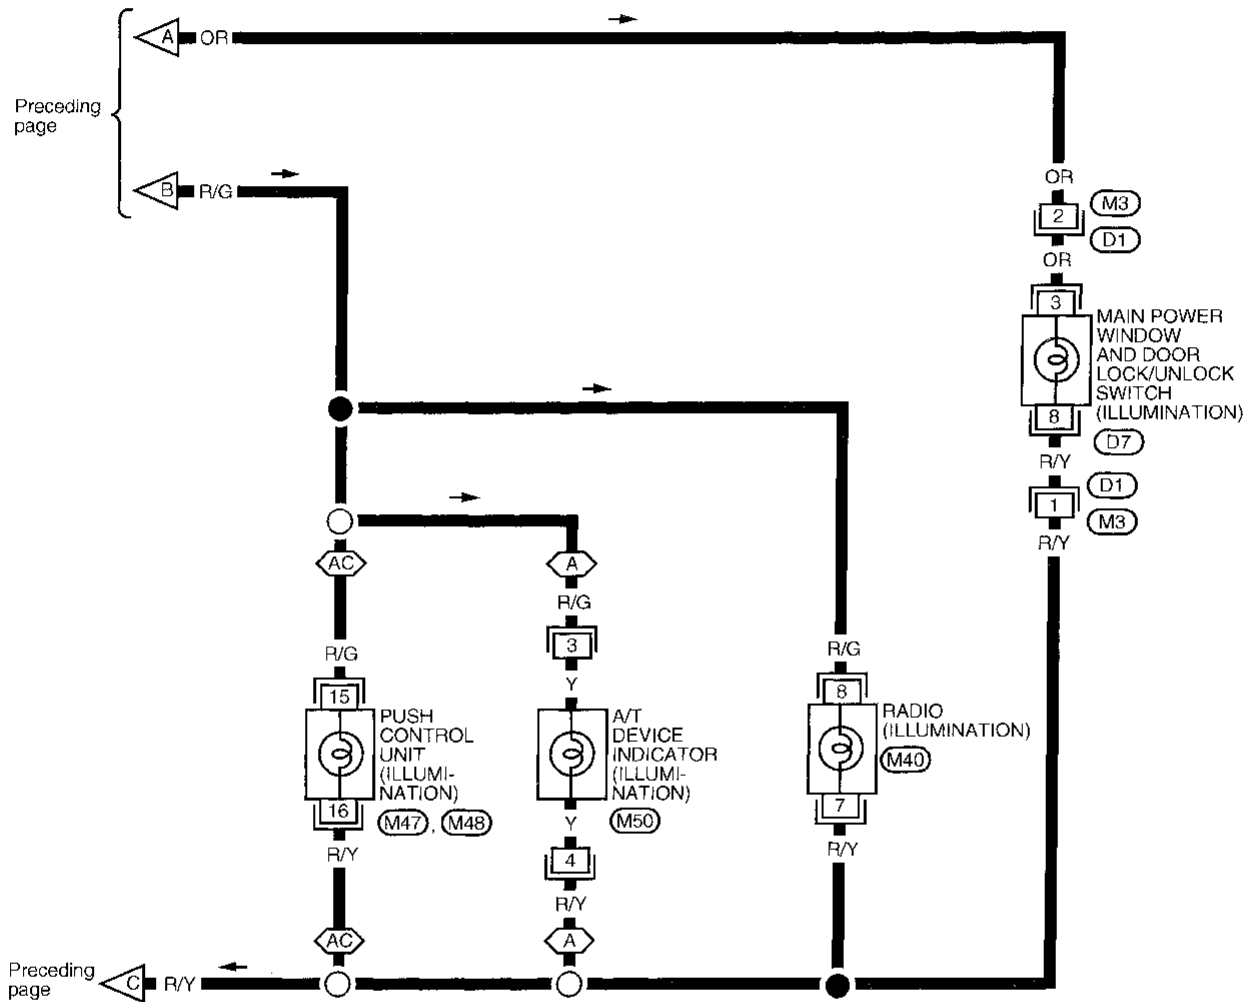 A
OR
Preceding
page
B
R/G
OR
2
M3
D1
OR
3
MAIN POWER
WINDOW
AND DOOR
LOCK/UNLOCK
SWITCH
(ILLUMINATION)
8
D7
R/Y
D1
1
M3
R/Y
AC
A
R/G
3
Y
R/G
15
PUSH
CONTROL
UNIT
(ILLUMI-
NATION)
16
M47 , M48
R/Y
AC
A/T
DEVICE
INDICATOR
(ILLUMI-
NATION)
M50
Y
4
R/Y
A
R/G
8
RADIO
(ILLUMINATION)
M40
7
R/Y
Preceding
page
C
R/Y